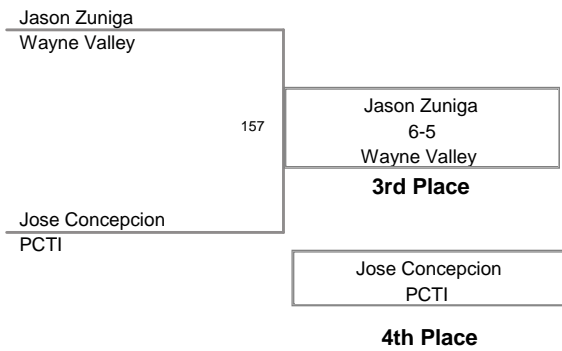 Jason Zuniga
Wayne Valley
157
Jason Zuniga
6-5
Wayne Valley
3rd Place
Jose Concepcion
PCTI
Jose Concepcion
PCTI
4th Place